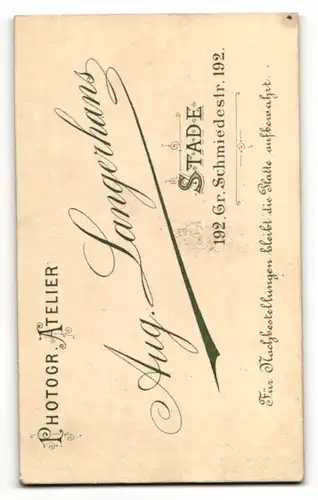 PHOTOGR. ATELIER
Aug. Langerhans
STADE
192. Gr. Schmiedestr. 192.
Für Nachbestellungen bleibt die Platte aufbewahrt.